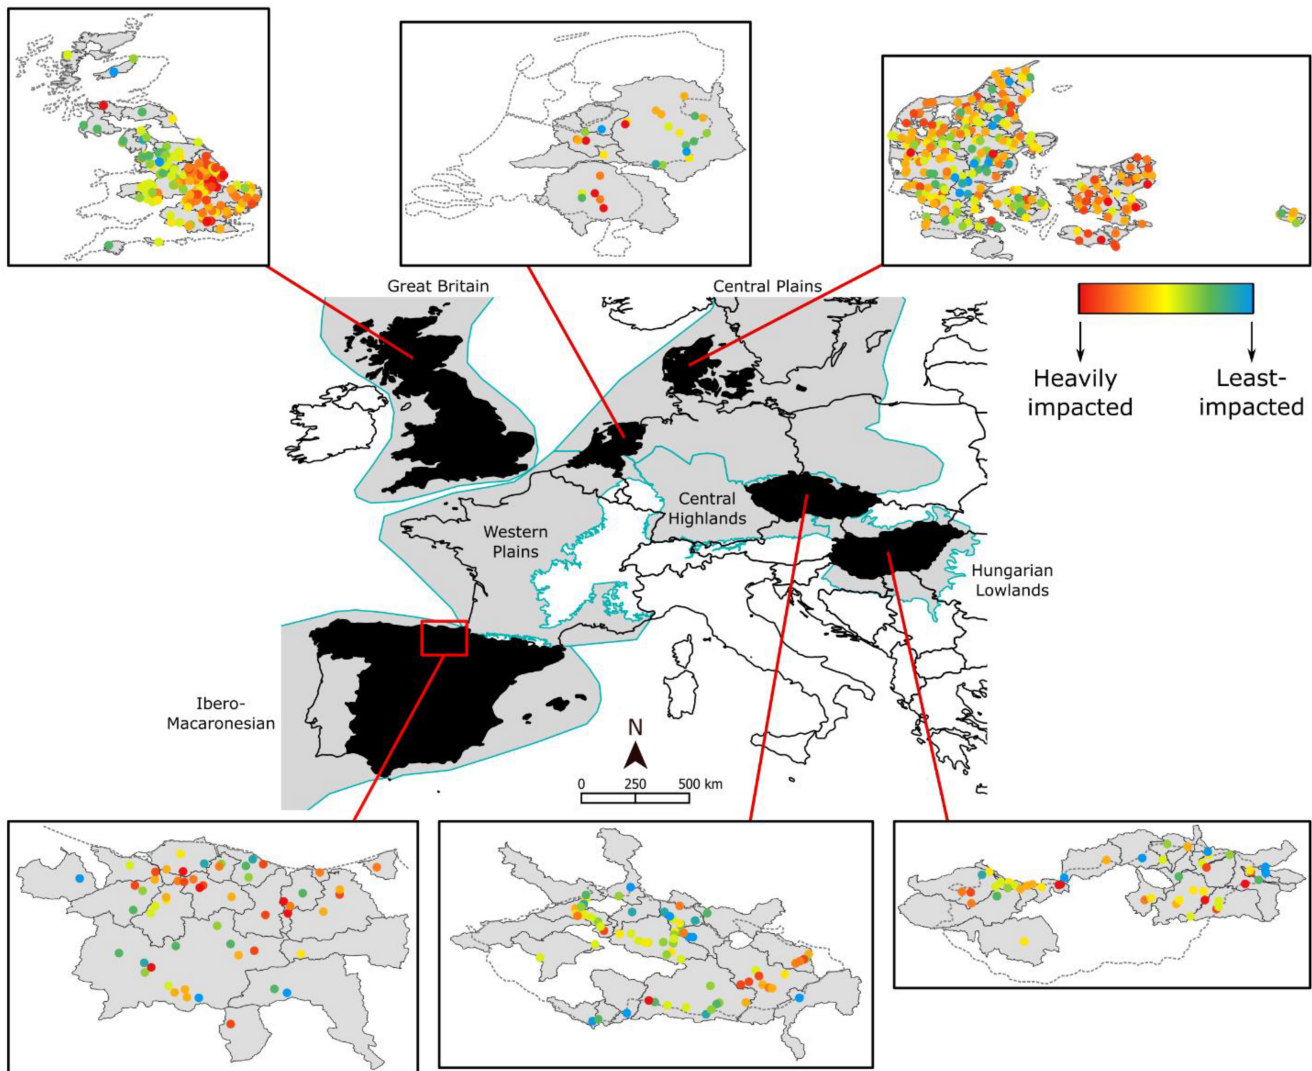 Great Britain
Central Plains
Heavily
impacted
Least-
impacted
Central
Highlands
Western
Plains
Hungarian
Lowlands
Ibero-
Macaronesian
N
0 250 500 km